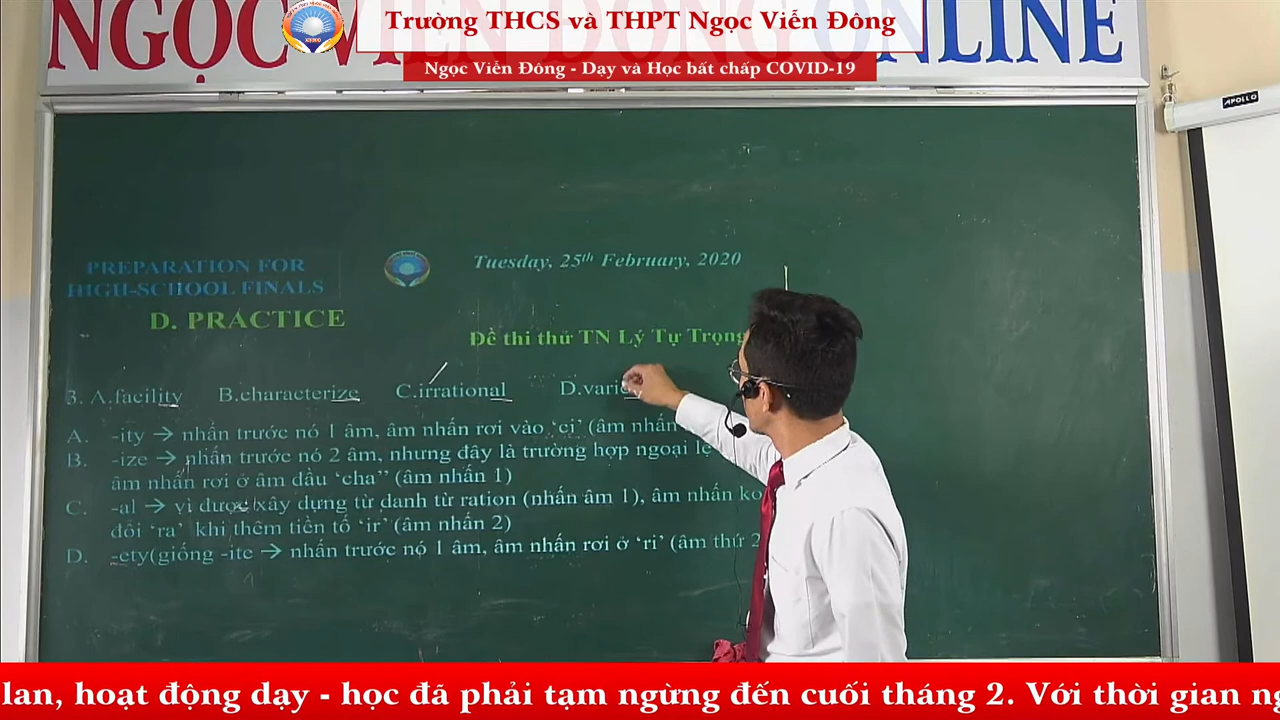 NGỌC VIỄN ĐÔNG ONLINE
Trường THCS và THPT Ngọc Viễn Đông
Ngọc Viễn Đông - Dạy và Học bất chấp COVID-19
APOLLO
PREPARATION FOR
HIGH-SCHOOL FINALS
Tuesday, 25th February, 2020
D. PRACTICE
Đề thi thử TN Lý Tự Trọng
3. A.facility B.characterize C.irrational D.varie
A. -ity → nhấn trước nó 1 âm, âm nhấn rơi vào ‘ci’ (âm nhấn
B. -ize → nhấn trước nó 2 âm, nhưng đây là trường hợp ngoại lệ
âm nhấn rơi ở âm đầu ‘cha’’ (âm nhấn 1)
C. -al → vì được xây dựng từ danh từ ration (nhấn âm 1), âm nhấn ko
đổi ‘ra’ khi thêm tiền tố ‘ir’ (âm nhấn 2)
D. -ety(giống -ite → nhấn trước nó 1 âm, âm nhấn rơi ở ‘ri’ (âm thứ 2
lan, hoạt động dạy - học đã phải tạm ngừng đến cuối tháng 2. Với thời gian ng